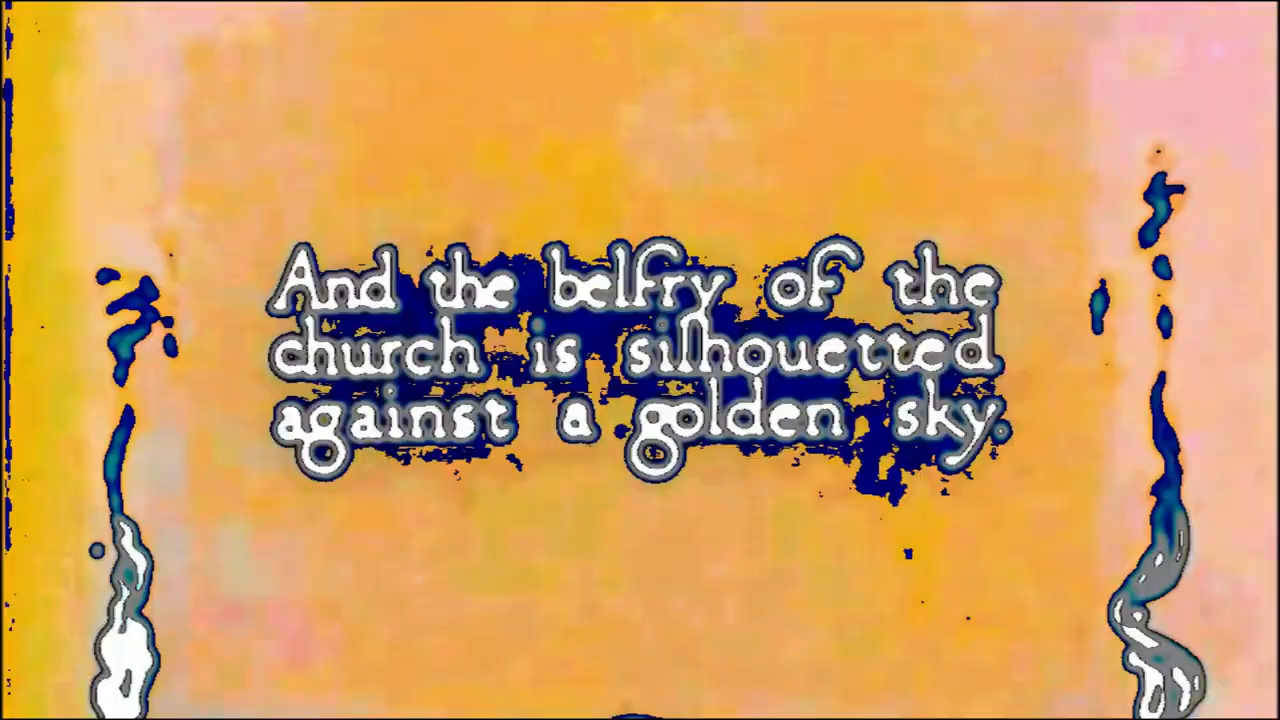 And the belfry of the
church is silhouetted
against a golden sky.